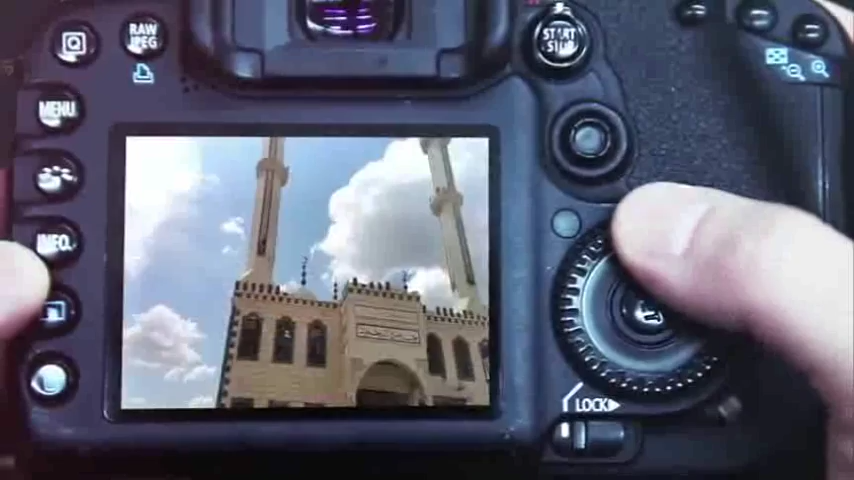 RAW
JPEG
START
STOP
MENU
INFO.
LOCK